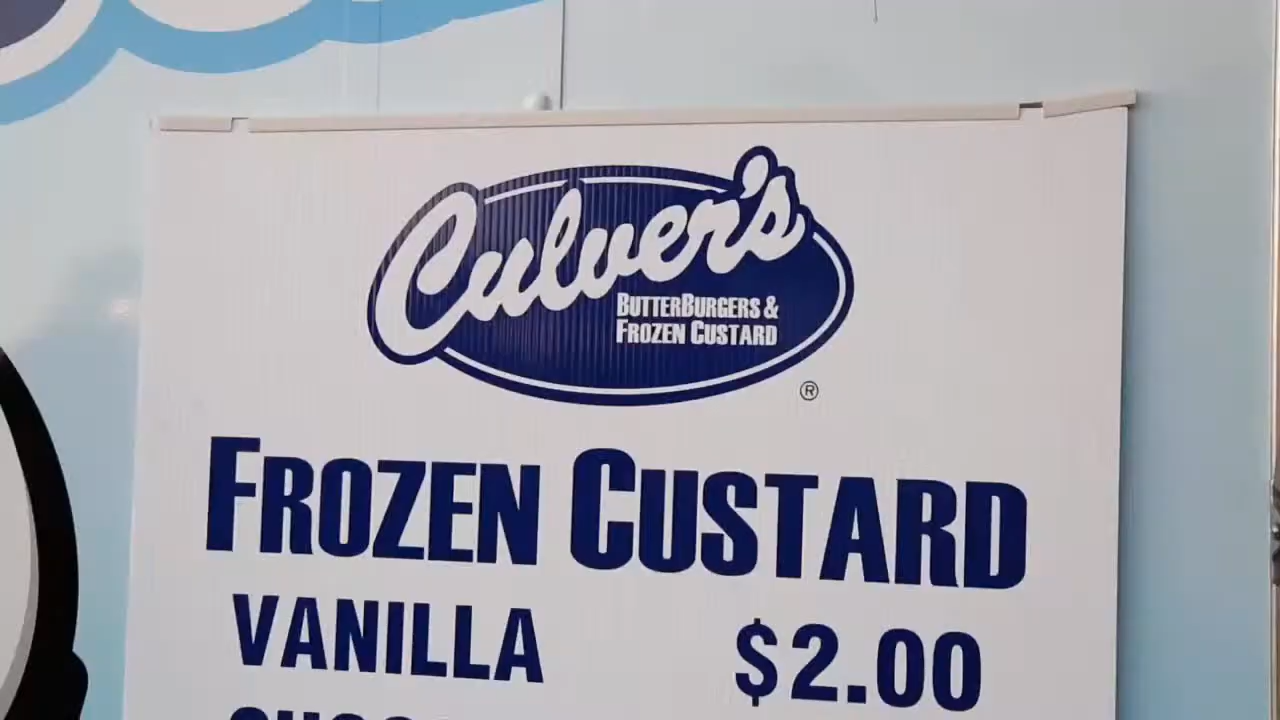 Culver's
BUTTERBURGERS &
FROZEN CUSTARD
®
FROZEN CUSTARD
VANILLA $2.00